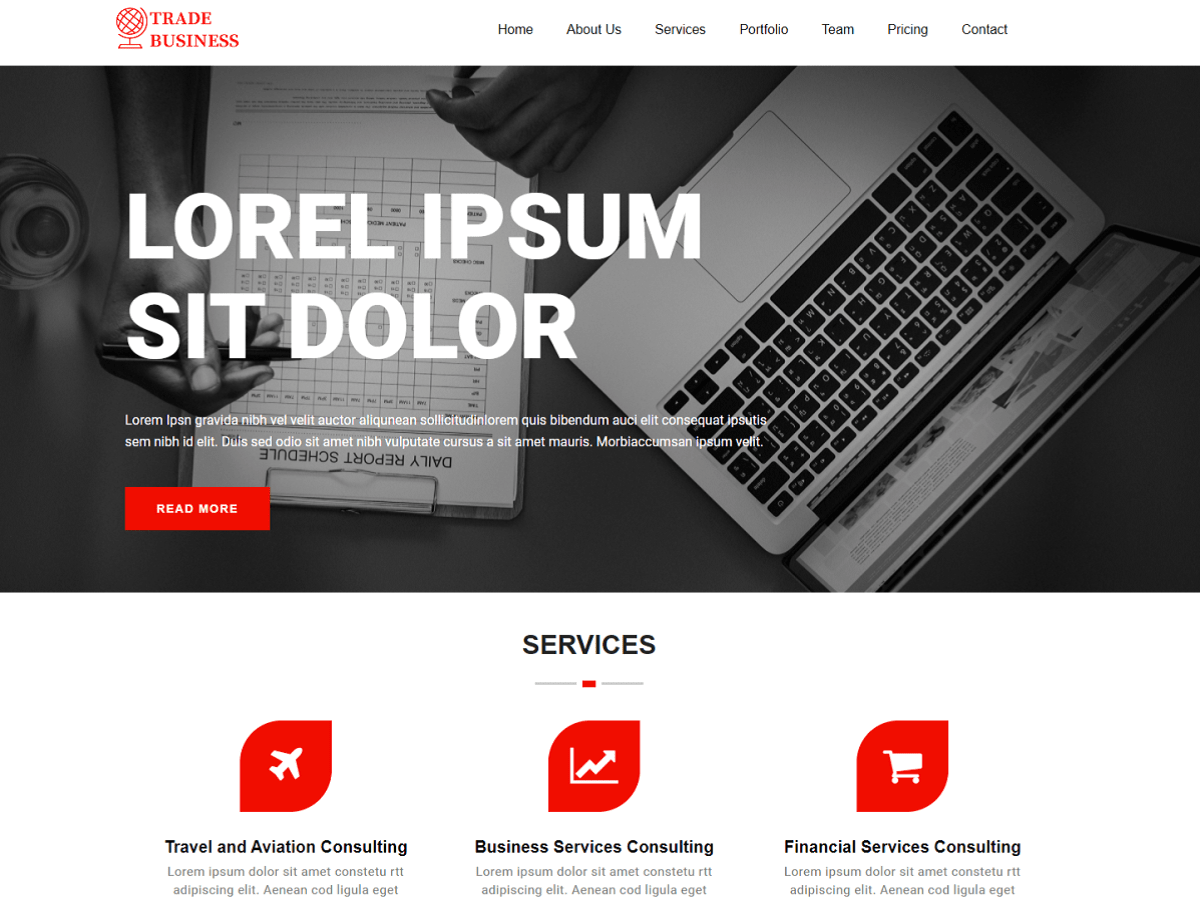 TRADE
BUSINESS
Home About Us Services Portfolio Team Pricing Contact
LOREL IPSUM
SIT DOLOR
Lorem Ipsn gravida nibh vel velit auctor aliqunean sollicitudinlorem quis bibendum auci elit consequat ipsutis
sem nibh id elit. Duis sed odio sit amet nibh vulputate cursus a sit amet mauris. Morbiaccumsan ipsum velit.
DAILY REPORT SCHEDULE
READ MORE
SERVICES
Travel and Aviation Consulting
Lorem ipsum dolor sit amet constetu rtt
adipiscing elit. Aenean cod ligula eget
Business Services Consulting
Lorem ipsum dolor sit amet constetu rtt
adipiscing elit. Aenean cod ligula eget
Financial Services Consulting
Lorem ipsum dolor sit amet constetu rtt
adipiscing elit. Aenean cod ligula eget